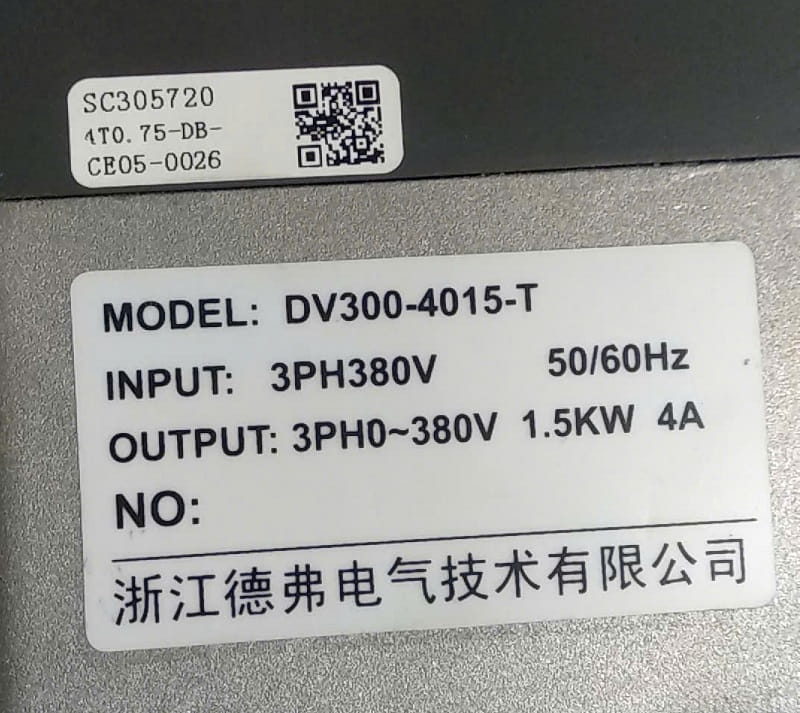 SC305720
4T0.75-DB-
CE05-0026
MODEL: DV300-4015-T
INPUT: 3PH380V 50/60Hz
OUTPUT: 3PH0~380V 1.5KW 4A
NO:
浙江德弗电气技术有限公司